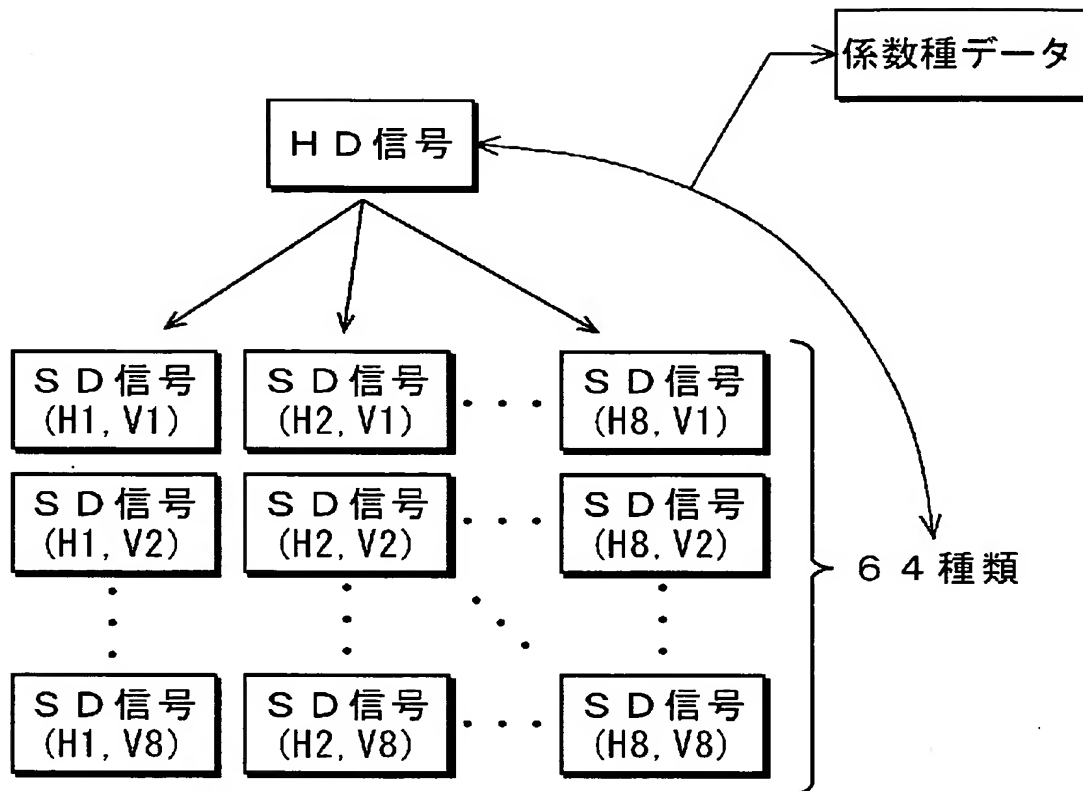 係数種データ
ＨＤ信号
ＳＤ信号
(H1, V1)
ＳＤ信号
(H2, V1)
・・・
ＳＤ信号
(H8, V1)
ＳＤ信号
(H1, V2)
ＳＤ信号
(H2, V2)
・・・
ＳＤ信号
(H8, V2)
６４種類
ＳＤ信号
(H1, V8)
ＳＤ信号
(H2, V8)
・・・
ＳＤ信号
(H8, V8)